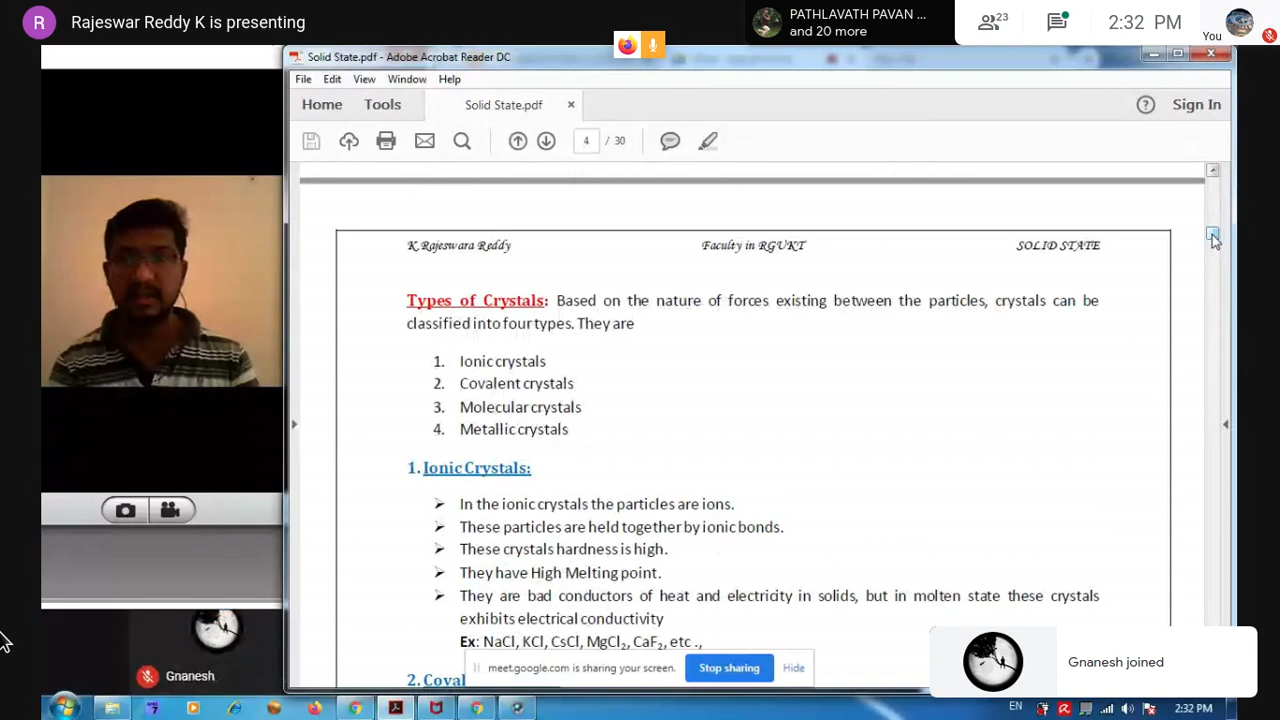 R Rajeswar Reddy K is presenting
PATHLAVATH PAVAN ...
and 20 more
23
2:32 PM
You
Solid State.pdf - Adobe Acrobat Reader DC
File Edit View Window Help
Home Tools Solid State.pdf × Sign In
4 / 30
K Rajeswara Reddy Faculty in RGUKT SOLID STATE
Types of Crystals: Based on the nature of forces existing between the particles, crystals can be
classified into four types. They are
1. Ionic crystals
2. Covalent crystals
3. Molecular crystals
4. Metallic crystals
1. Ionic Crystals:
➢ In the ionic crystals the particles are ions.
➢ These particles are held together by ionic bonds.
➢ These crystals hardness is high.
➢ They have High Melting point.
➢ They are bad conductors of heat and electricity in solids, but in molten state these crystals
exhibits electrical conductivity
Ex: NaCl, KCl, CsCl, MgCl₂, CaF₂, etc .,
meet.google.com is sharing your screen. Stop sharing Hide
2. Coval
Gnanesh
Gnanesh joined
EN 2:32 PM